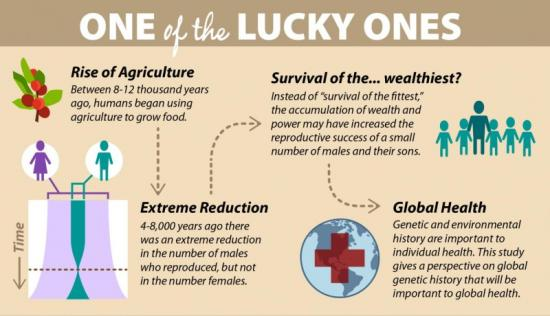 ONE of the LUCKY ONES
Rise of Agriculture
Between 8-12 thousand years
ago, humans began using
agriculture to grow food.
Extreme Reduction
4-8,000 years ago there
was an extreme reduction
in the number of males
who reproduced, but not
in the number females.
Time
Survival of the... wealthiest?
Instead of "survival of the fittest,"
the accumulation of wealth and
power may have increased the
reproductive success of a small
number of males and their sons.
Global Health
Genetic and environmental
history are important to
individual health. This study
gives a perspective on global
genetic history that will be
important to global health.